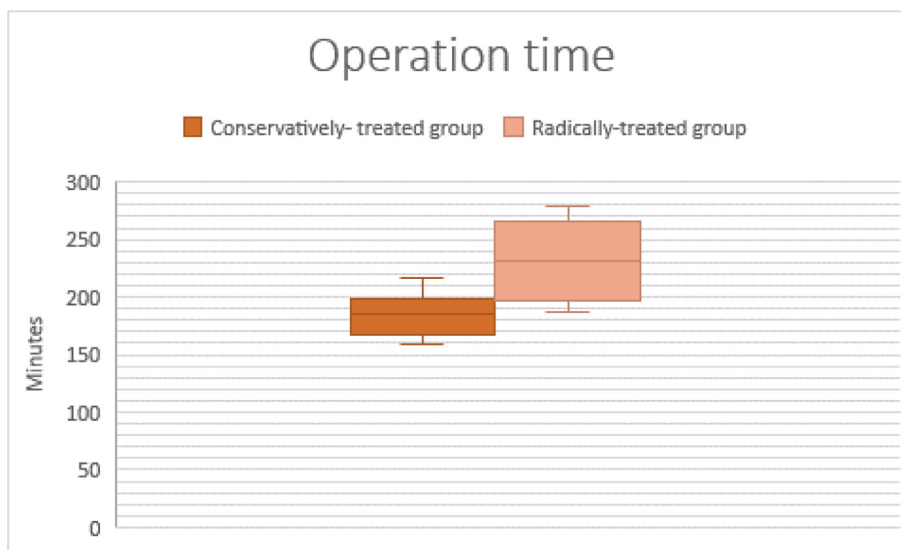 Operation time
Conservatively- treated group Radically-treated group
300
250
200
150
100
50
0
Minutes